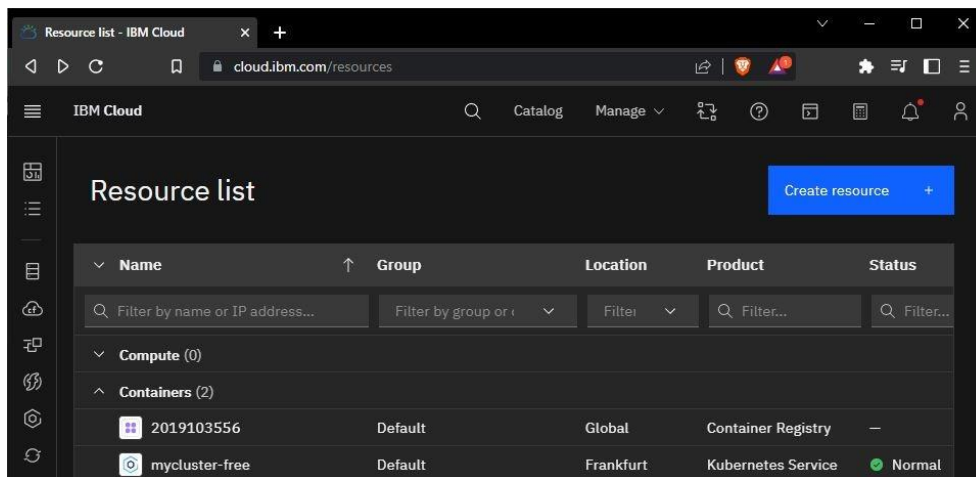 Resource list - IBM Cloud
cloud.ibm.com/resources
IBM Cloud Catalog Manage
Resource list
Create resource +
Name Group Location Product Status
Filter by name or IP address... Filter by group or Filter... Filter...
Compute (0)
Containers (2)
2019103556 Default Global Container Registry —
mycluster-free Default Frankfurt Kubernetes Service Normal